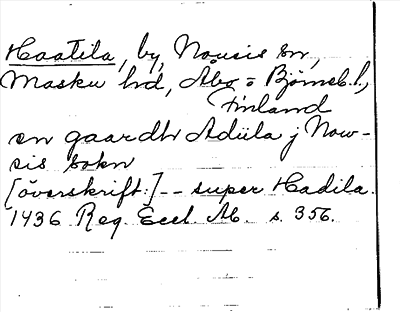 Haatila, by, Nousis sn,
Masku hd, Åbo o Björneb. l,
Finland
en gaardh Adila j Now-
sis sokn
[överskrift:] -- super Hadila.
1436 Reg. Eccl. Ab. s. 356.